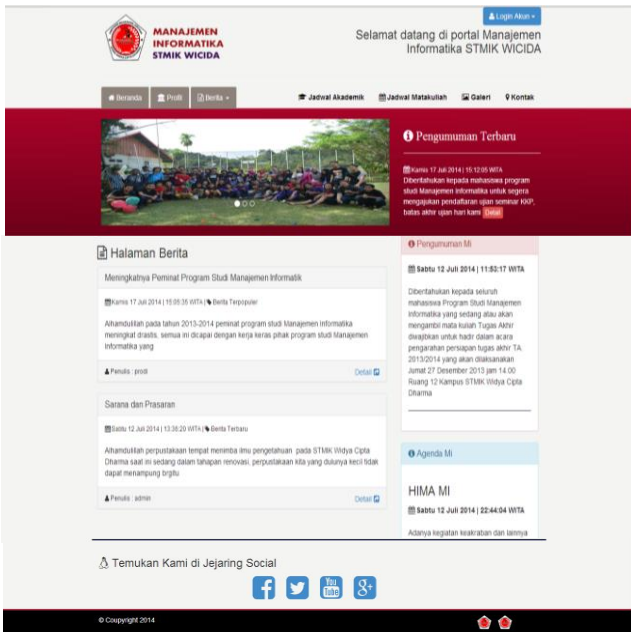 Login Akun
MANAJEMEN
INFORMATIKA
STMIK WICIDA
Selamat datang di portal Manajemen
Informatika STMIK WICIDA
Beranda Profil Berita Jadwal Akademik Jadwal Matakuliah Galeri Kontak
Pengumuman Terbaru
Kamis 17 Juli 2014 | 15:12:05 WITA
Diberitahukan kepada mahasiswa program
studi Manajemen Informatika untuk segera
mengajukan pendaftaran ujian seminar KKP,
batas akhir ujian hari kami Detail
Halaman Berita
Meningkatnya Peminat Program Studi Manajemen Informatik
Kamis 17 Juli 2014 | 15:05:35 WITA | Berita Terpopuler
Alhamdulillah pada tahun 2013-2014 peminat program studi Manajemen Informatika
meningkat drastis, semua ini dicapai dengan kerja keras pihak program studi Manajemen
Informatika yang
Penulis : prodi Detail
Sarana dan Prasaran
Sabtu 12 Juli 2014 | 13:38:20 WITA | Berita Terbaru
Alhamdulillah perpustakaan tempat menimba ilmu pengetahuan pada STMIK Widya Cipta
Dharma saat ini sedang dalam tahapan renovasi, perpustakaan kita yang dulunya kecil tidak
dapat menampung brgitu
Penulis : admin Detail
Pengumuman Mi
Sabtu 12 Juli 2014 | 11:53:17 WITA
Diberitahukan kepada seluruh
mahasiswa Program Studi Manajemen
Informatika yang sedang atau akan
mengambil mata kuliah Tugas Akhir
diwajibkan untuk hadir dalam acara
pengarahan persiapan tugas akhir TA.
2013/2014 yang akan dilaksanakan
Jumat 27 Desember 2013 jam 14.00
Ruang 12 Kampus STMIK Widya Cipta
Dharma
Agenda Mi
HIMA MI
Sabtu 12 Juli 2014 | 22:44:04 WITA
Adanya kegiatan keakraban dan lainnya
Temukan Kami di Jejaring Social
You
Tube
© Coupyright 2014